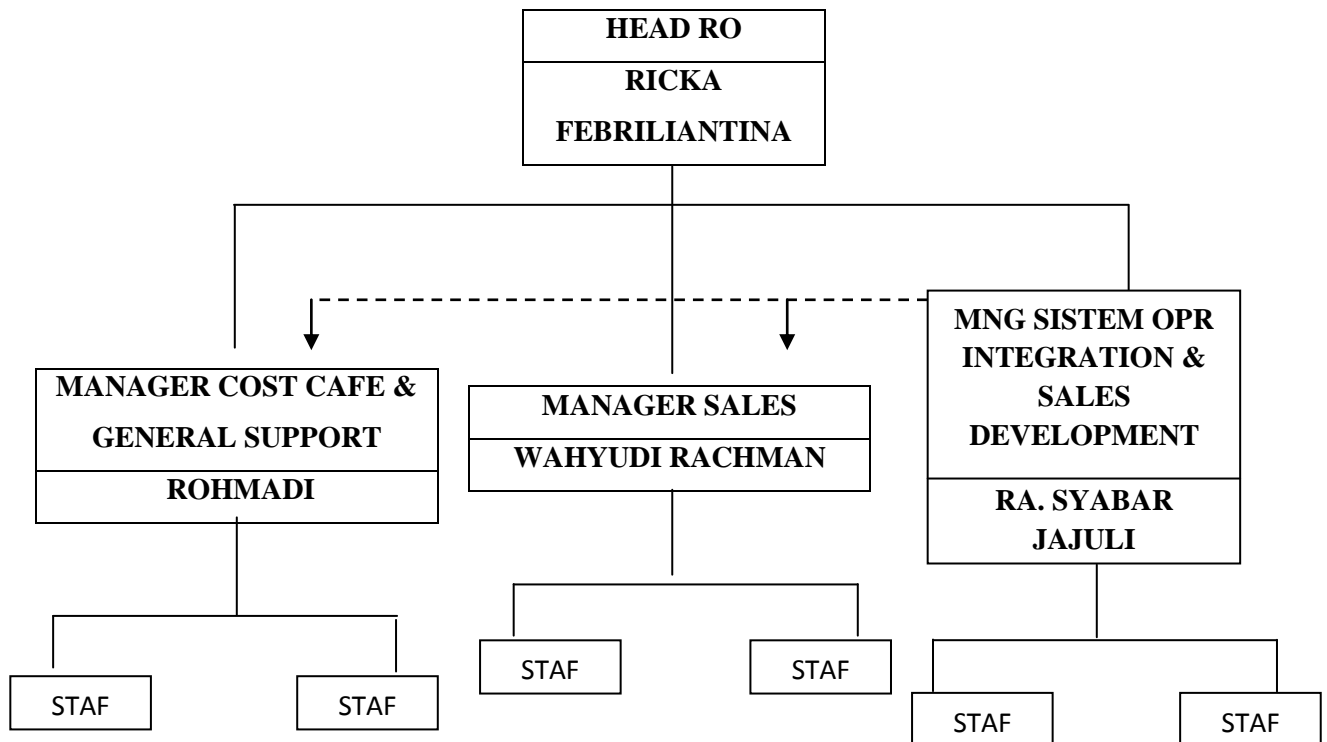 HEAD RO
RICKA
FEBRILIANTINA
MANAGER COST CAFE &
GENERAL SUPPORT
ROHMADI
MANAGER SALES
WAHYUDI RACHMAN
MNG SISTEM OPR
INTEGRATION &
SALES
DEVELOPMENT
RA. SYABAR
JAJULI
STAF
STAF
STAF
STAF
STAF
STAF